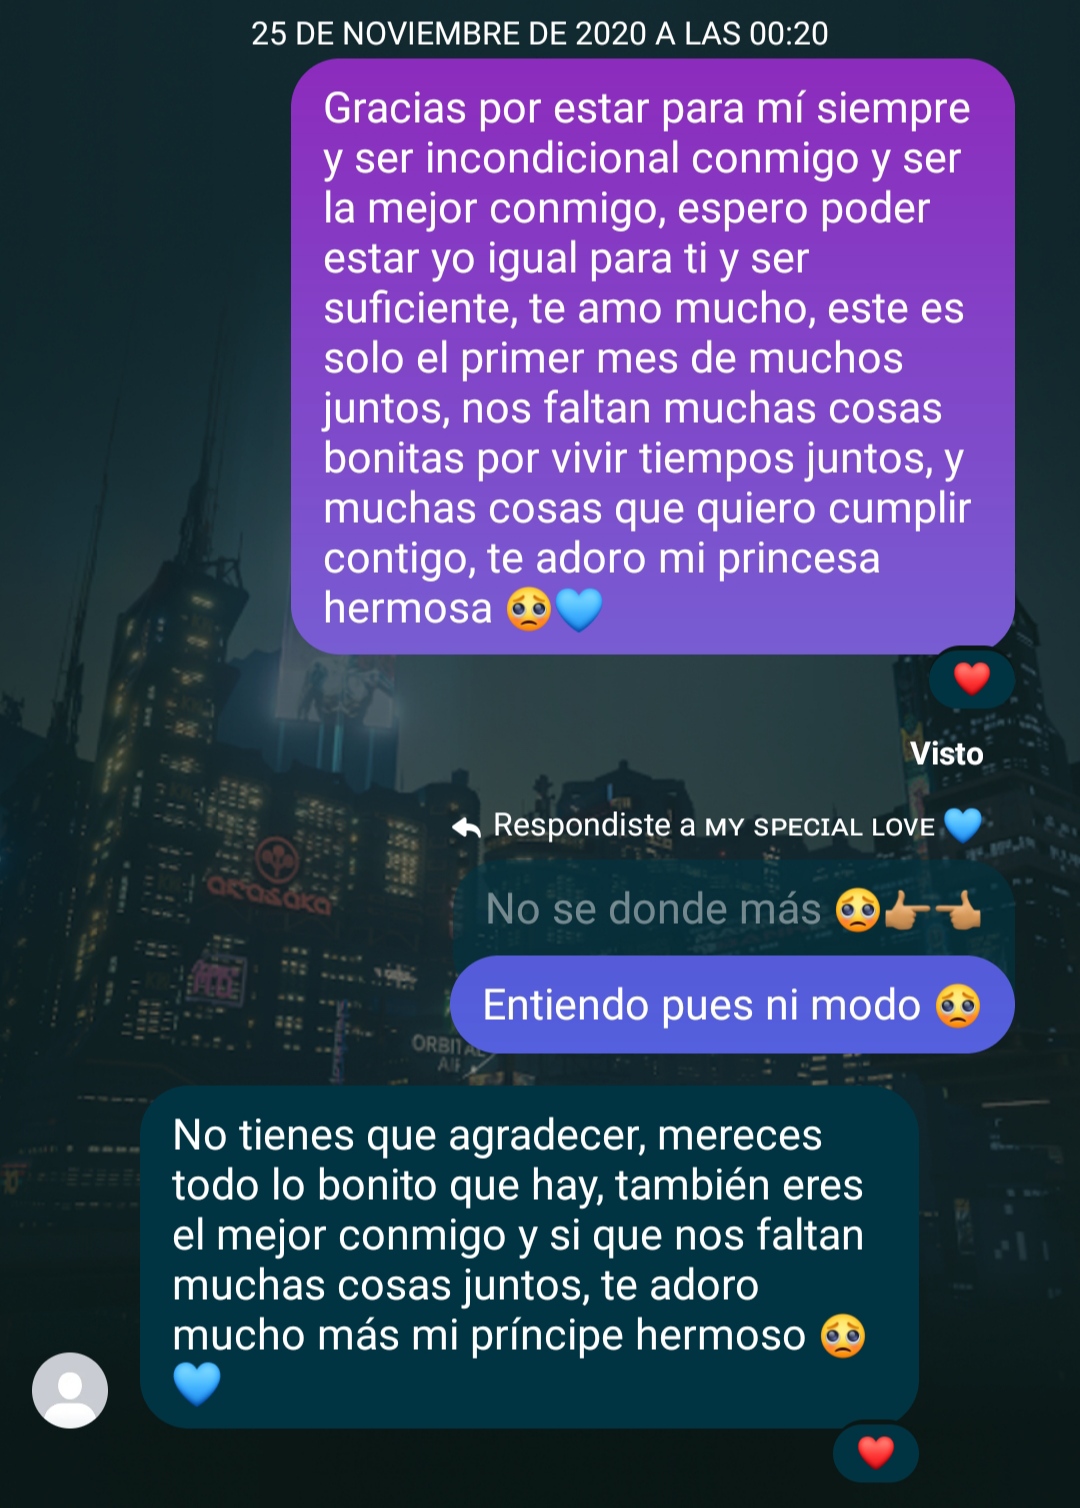 25 DE NOVIEMBRE DE 2020 A LAS 00:20
Gracias por estar para mí siempre
y ser incondicional conmigo y ser
la mejor conmigo, espero poder
estar yo igual para ti y ser
suficiente, te amo mucho, este es
solo el primer mes de muchos
juntos, nos faltan muchas cosas
bonitas por vivir tiempos juntos, y
muchas cosas que quiero cumplir
contigo, te adoro mi princesa
hermosa 🥺💙
❤️
Visto
Respondiste a ᴍʏ sᴘᴇᴄɪᴀʟ ʟᴏᴠᴇ 💙
No se donde más 🥺👉🏼👈🏼
Entiendo pues ni modo 🥺
arasaka
ORBITAL
AIR
No tienes que agradecer, mereces
todo lo bonito que hay, también eres
el mejor conmigo y si que nos faltan
muchas cosas juntos, te adoro
mucho más mi príncipe hermoso 🥺
💙
❤️